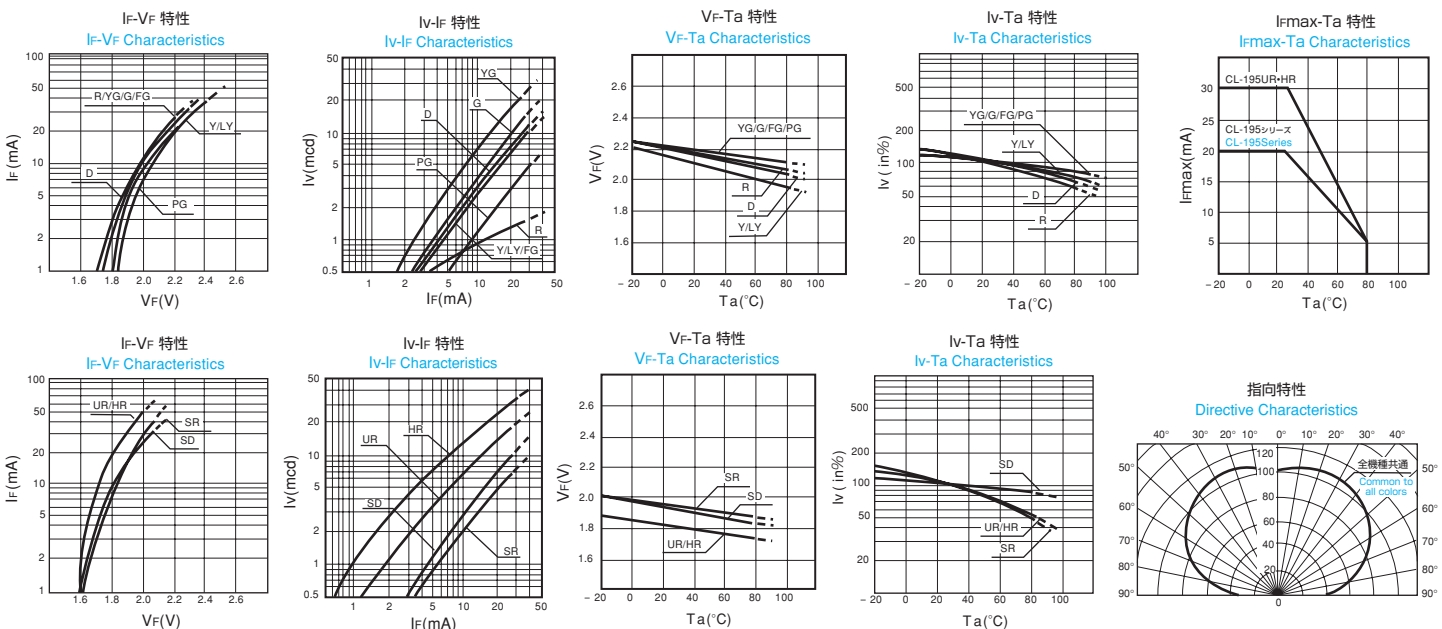 IF-VF 特性
IF-VF Characteristics
100
50
20
10
5
2
1
IF(mA)
R/YG/G/FG
Y/LY
D
PG
1.6 1.8 2.0 2.2 2.4 2.6
VF(V)
Iv-IF 特性
Iv-IF Characteristics
50
10
5
2
1
0.5
Iv(mcd)
YG
G
D
PG
R
Y/LY/FG
1 2 5 10 20 50
IF(mA)
VF-Ta 特性
VF-Ta Characteristics
2.6
2.4
2.2
2.0
1.8
1.6
VF(V)
YG/G/FG/PG
R
D
Y/LY
−20 0 20 40 60 80 100
Ta(°C)
Iv-Ta 特性
Iv-Ta Characteristics
500
200
100
50
20
Iv ( in%)
YG/G/FG/PG
Y/LY
D
R
−20 0 20 40 60 80 100
Ta(°C)
IFmax-Ta 特性
IFmax-Ta Characteristics
30
25
20
15
10
5
IFmax(mA)
CL-195UR・HR
CL-195シリーズ
CL-195Series
−20 0 20 40 60 80 100
Ta(°C)
IF-VF 特性
IF-VF Characteristics
100
50
20
10
5
2
1
IF(mA)
UR/HR
SR
SD
1.6 1.8 2.0 2.2 2.4 2.6
VF(V)
Iv-IF 特性
Iv-IF Characteristics
50
10
5
2
1
0.5
Iv(mcd)
HR
UR
SD
SR
1 2 5 10 20 50
IF(mA)
VF-Ta 特性
VF-Ta Characteristics
2.6
2.4
2.2
2.0
1.8
1.6
VF(V)
SR
SD
UR/HR
−20 0 20 40 60 80 100
Ta(°C)
Iv-Ta 特性
Iv-Ta Characteristics
500
200
100
50
20
10
Iv ( in%)
SD
UR/HR
SR
−20 0 20 40 60 80 100
Ta(°C)
指向特性
Directive Characteristics
40° 30° 20° 10° 0° 10° 20° 30° 40°
50° 50°
60° 60°
70° 70°
80° 80°
90° 90°
120
100
80
60
40
20
0
全機種共通
Common to
all colors